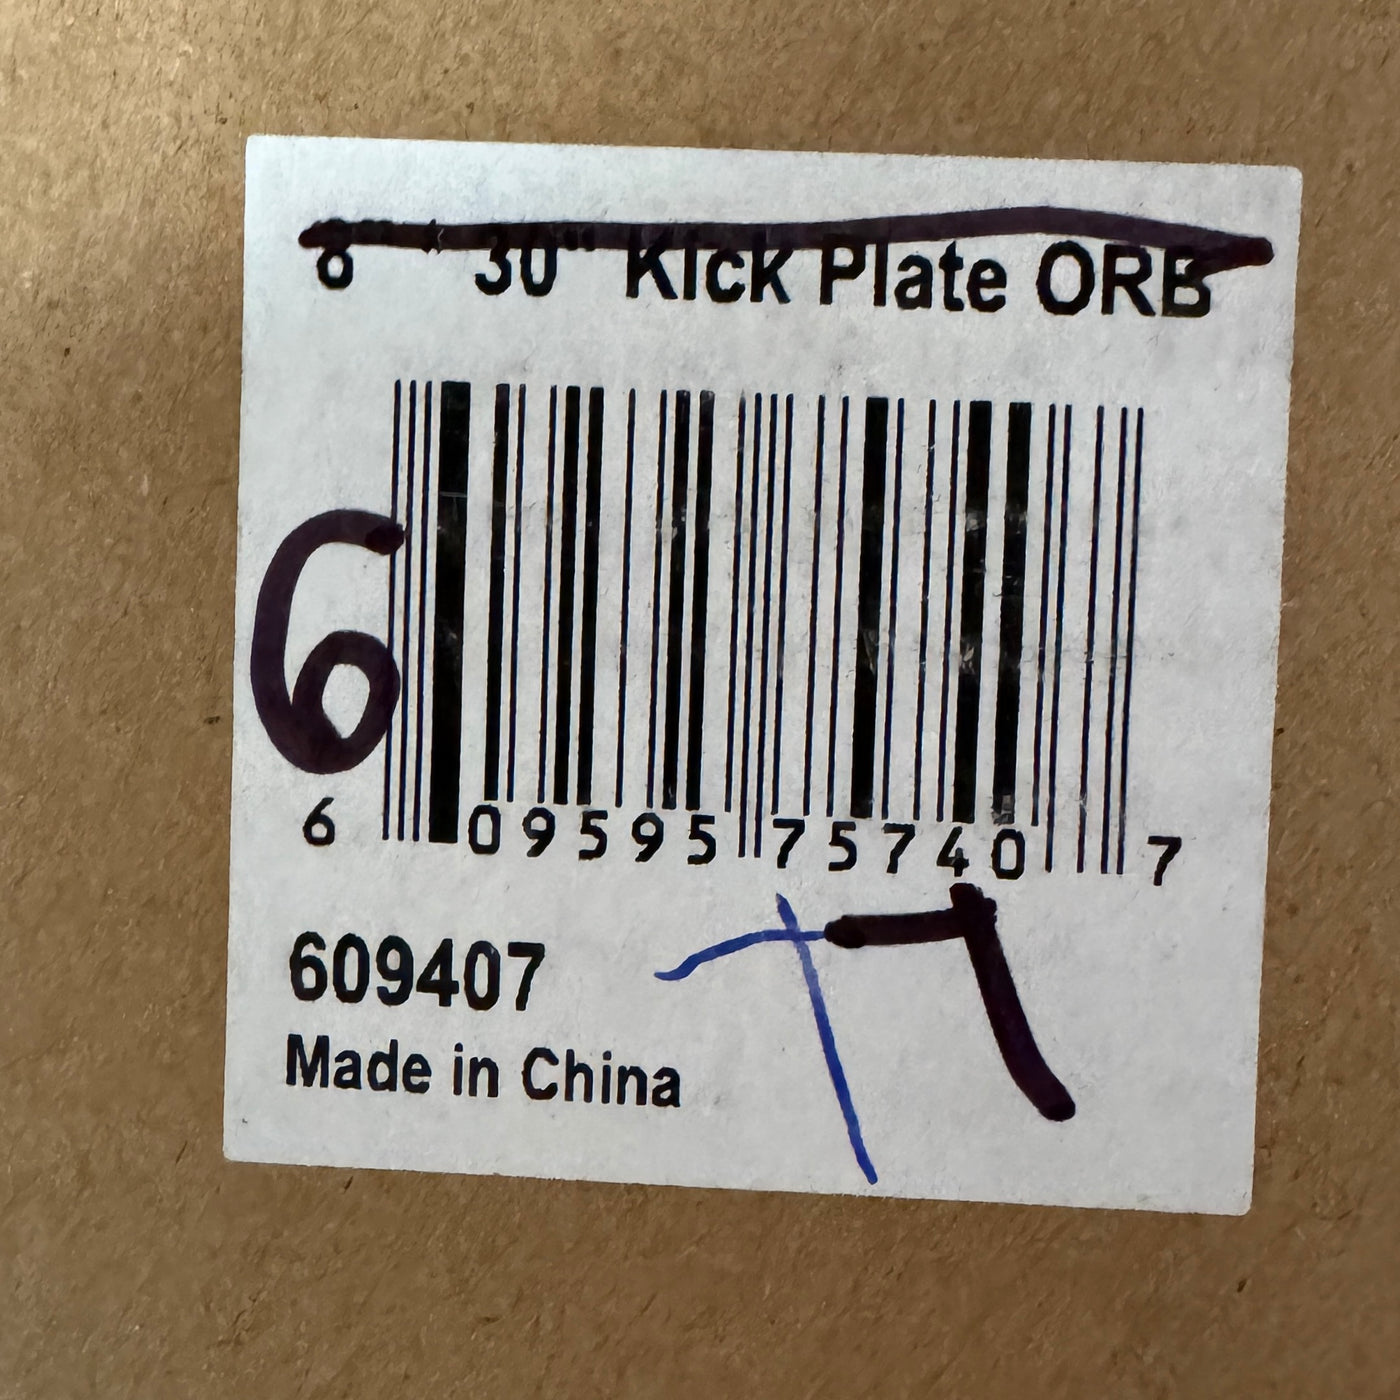 8" * 30" Kick Plate ORB
6
6 09595 75740 7
609407
Made in China